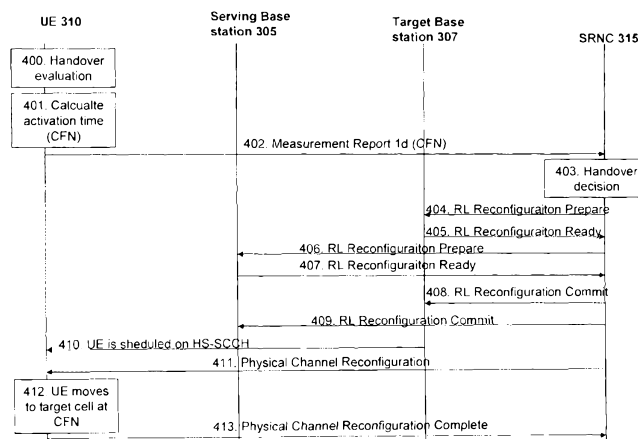 UE 310
Serving Base
station 305
Target Base
station 307
SRNC 315
400. Handover
evaluation
401. Calcualte
activation time
(CFN)
402. Measurement Report 1d (CFN)
403. Handover
decision
404. RL Reconfiguraiton Prepare
405. RL Reconfiguraiton Ready
406. RL Reconfiguraiton Prepare
407. RL Reconfiguraiton Ready
408. RL Reconfiguration Commit
409. RL Reconfiguration Commit
410 UE is sheduled on HS-SCCH
411. Physical Channel Reconfiguration
412 UE moves
to target cell at
CFN
413. Physical Channel Reconfiguration Complete